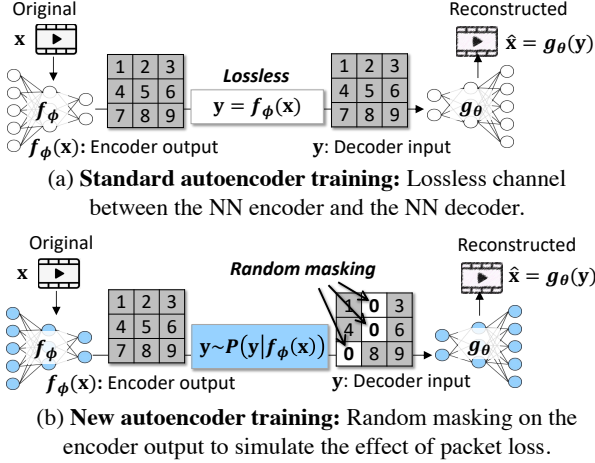 Original
Reconstructed
x
x̂ = g_θ(y)
1 2 3
4 5 6
7 8 9
Lossless
y = f_ϕ(x)
1 2 3
4 5 6
7 8 9
f_ϕ
g_θ
f_ϕ(x): Encoder output
y: Decoder input
(a) Standard autoencoder training: Lossless channel
between the NN encoder and the NN decoder.
Original
Reconstructed
x
x̂ = g_θ(y)
Random masking
1 2 3
4 5 6
7 8 9
y~P(y|f_ϕ(x))
1 0 3
4 0 6
0 8 9
f_ϕ
g_θ
f_ϕ(x): Encoder output
y: Decoder input
(b) New autoencoder training: Random masking on the
encoder output to simulate the effect of packet loss.